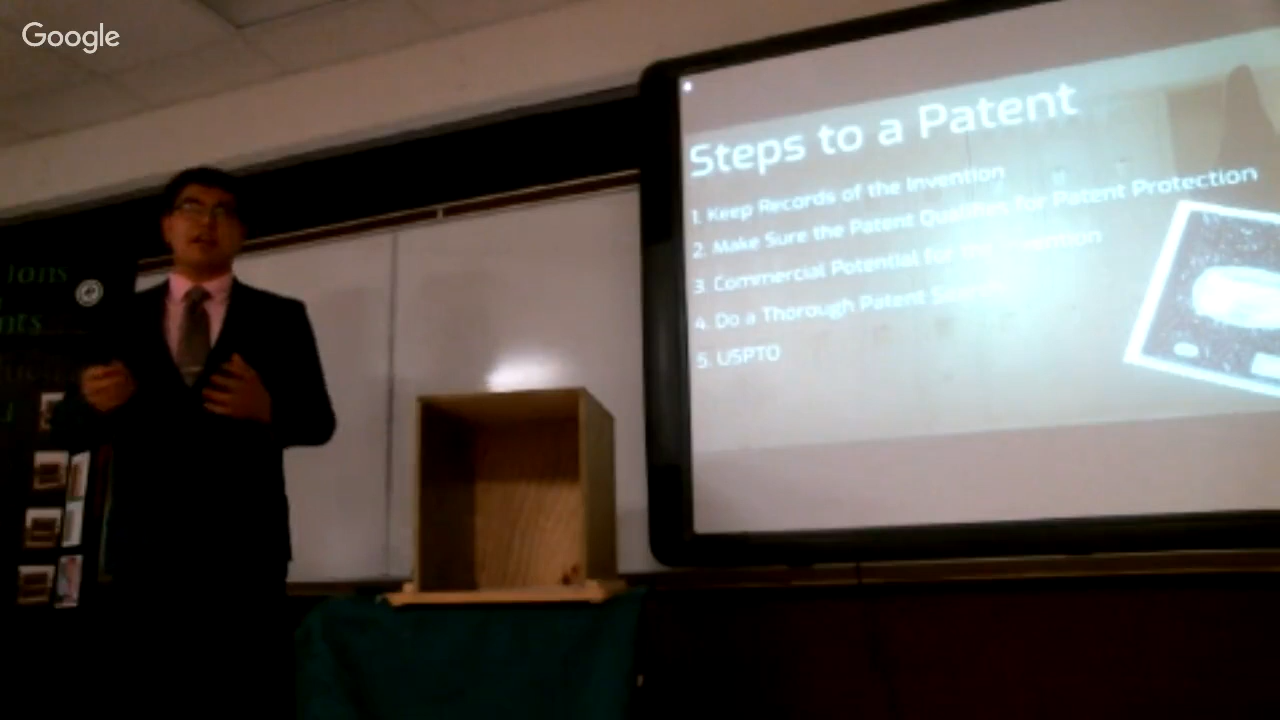 Google
Steps to a Patent
1. Keep Records of the Invention
2. Make Sure the Patent Qualifies for Patent Protection
3. Commercial Potential for the Invention
4. Do a Thorough Patent Search
5. USPTO